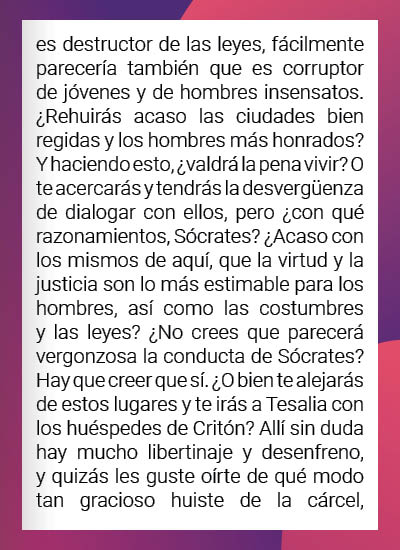 es destructor de las leyes, fácilmente
parecería también que es corruptor
de jóvenes y de hombres insensatos.
¿Rehuirás acaso las ciudades bien
regidas y los hombres más honrados?
Y haciendo esto, ¿valdrá la pena vivir? O
te acercarás y tendrás la desvergüenza
de dialogar con ellos, pero ¿con qué
razonamientos, Sócrates? ¿Acaso con
los mismos de aquí, que la virtud y la
justicia son lo más estimable para los
hombres, así como las costumbres
y las leyes? ¿No crees que parecerá
vergonzosa la conducta de Sócrates?
Hay que creer que sí. ¿O bien te alejarás
de estos lugares y te irás a Tesalia con
los huéspedes de Critón? Allí sin duda
hay mucho libertinaje y desenfreno,
y quizás les guste oírte de qué modo
tan gracioso huiste de la cárcel,